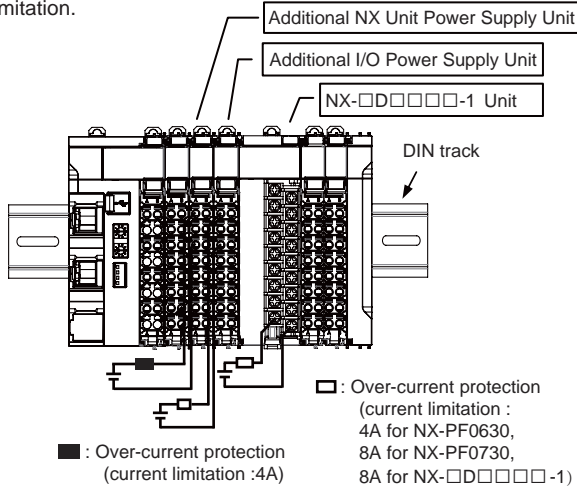 mitation.
Additional NX Unit Power Supply Unit
Additional I/O Power Supply Unit
NX-□D□□□□-1 Unit
DIN track
□ : Over-current protection
(current limitation :
4A for NX-PF0630,
8A for NX-PF0730,
8A for NX-□D□□□□ -1)
■ : Over-current protection
(current limitation :4A)